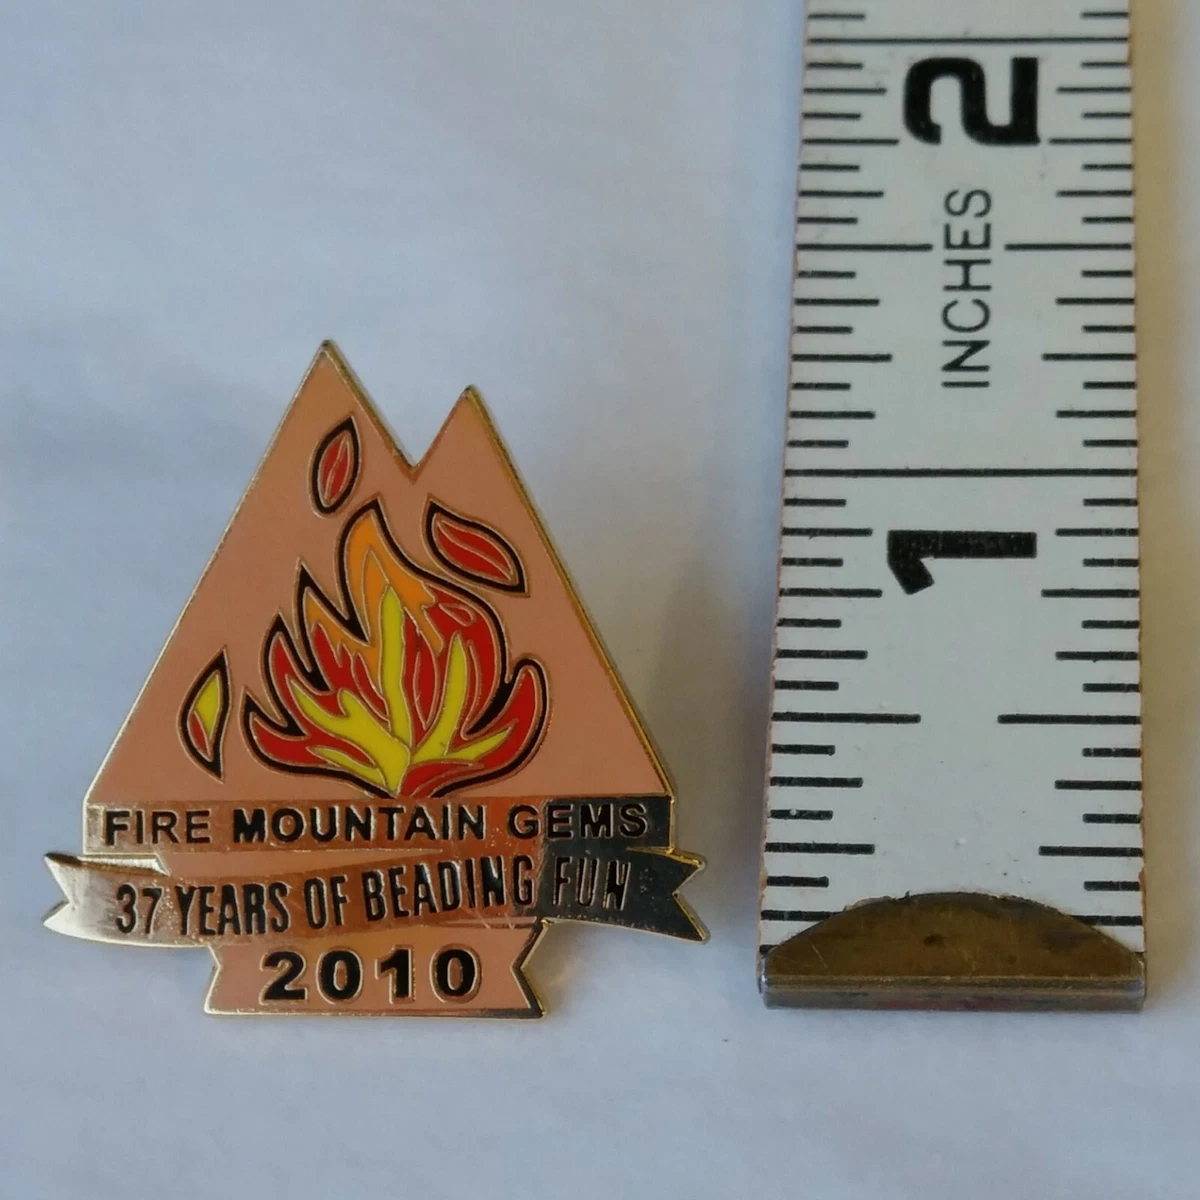 FIRE MOUNTAIN GEMS
37 YEARS OF BEADING FUN
2010
2
INCHES
1